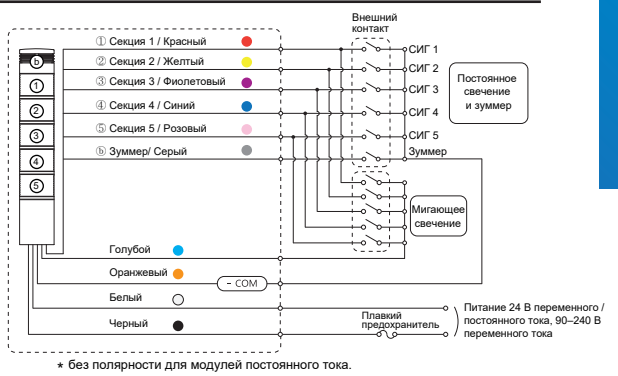 Внешний
контакт
① Секция 1 / Красный
② Секция 2 / Желтый
③ Секция 3 / Фиолетовый
④ Секция 4 / Синий
⑤ Секция 5 / Розовый
ⓑ Зуммер/ Серый
ⓑ
①
②
③
④
⑤
СИГ 1
СИГ 2
СИГ 3
СИГ 4
СИГ 5
Зуммер
Постоянное
свечение
и зуммер
Мигающее
свечение
Голубой
Оранжевый
- COM
Белый
Черный
Плавкий
предохранитель
Питание 24 В переменного /
постоянного тока, 90–240 В
переменного тока
* без полярности для модулей постоянного тока.